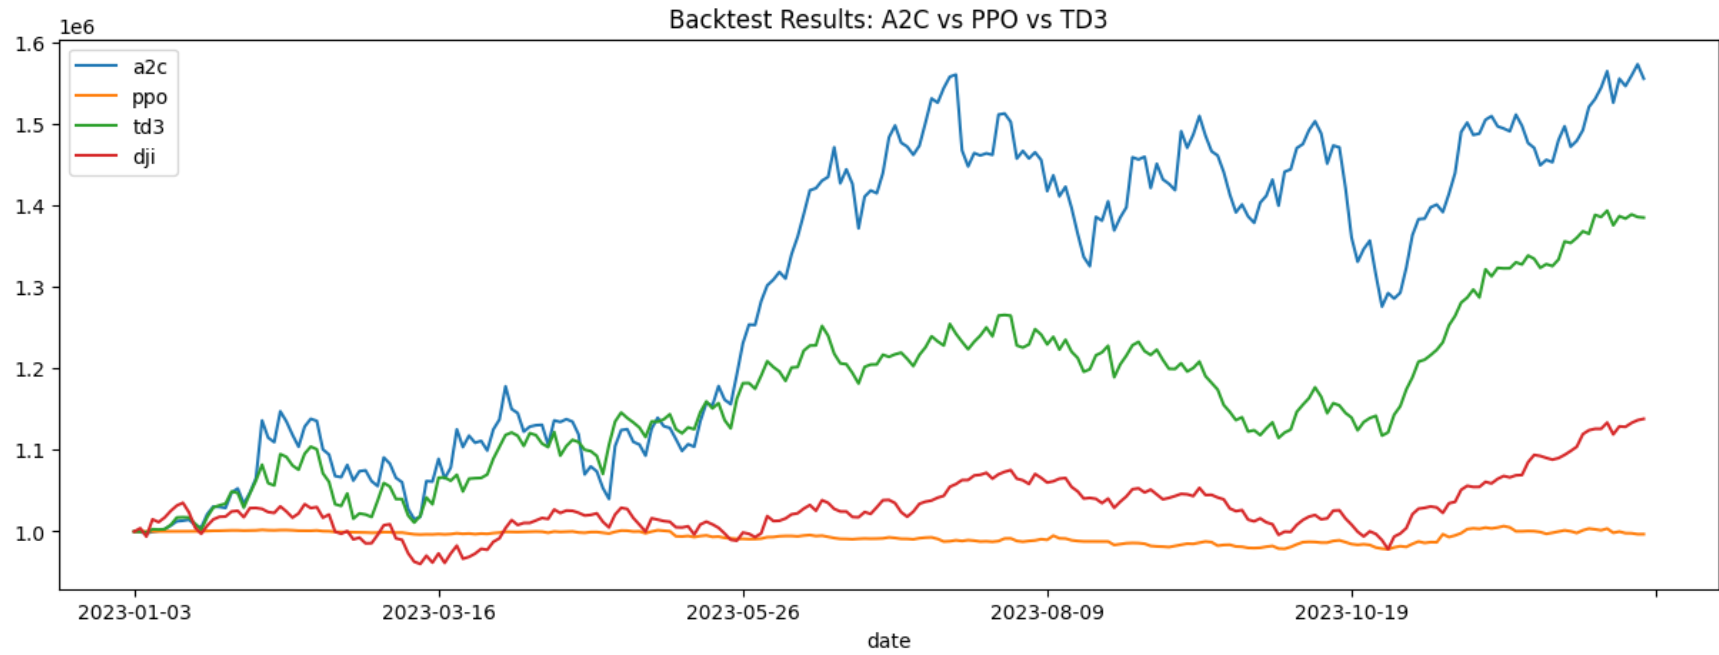 Backtest Results: A2C vs PPO vs TD3
1e6
1.6
1.5
1.4
1.3
1.2
1.1
1.0
a2c
ppo
td3
dji
2023-01-03 2023-03-16 2023-05-26 2023-08-09 2023-10-19
date